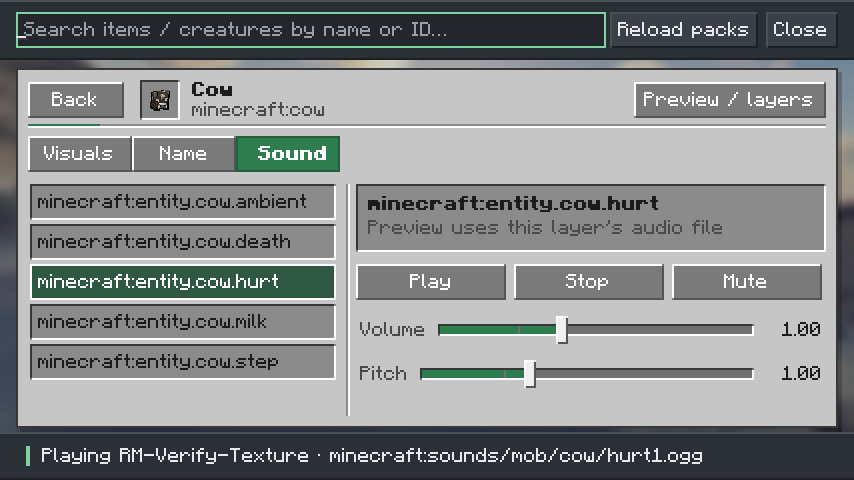 Search items / creatures by name or ID...
Reload packs
Close
Back
Cow
minecraft:cow
Preview / layers
Visuals
Name
Sound
minecraft:entity.cow.ambient
minecraft:entity.cow.death
minecraft:entity.cow.hurt
minecraft:entity.cow.milk
minecraft:entity.cow.step
minecraft:entity.cow.hurt
Preview uses this layer's audio file
Play
Stop
Mute
Volume
1.00
Pitch
1.00
Playing RM-Verify-Texture · minecraft:sounds/mob/cow/hurt1.ogg